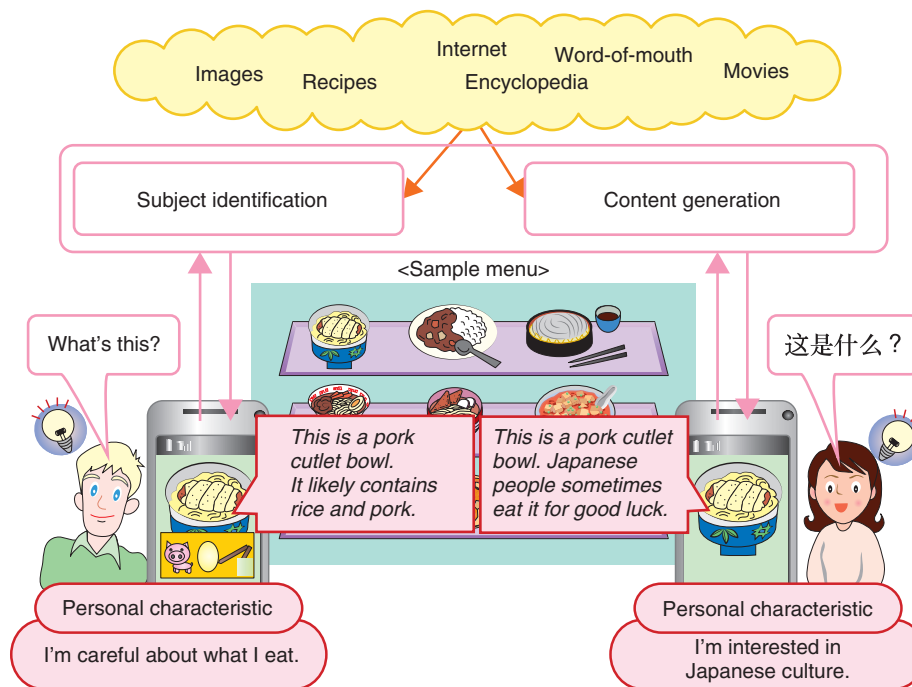 Internet
Word-of-mouth
Images
Recipes
Encyclopedia
Movies
Subject identification
Content generation
<Sample menu>
What's this?
这是什么？
This is a pork
cutlet bowl.
It likely contains
rice and pork.
This is a pork cutlet
bowl. Japanese
people sometimes
eat it for good luck.
Personal characteristic
I'm careful about what I eat.
Personal characteristic
I'm interested in
Japanese culture.